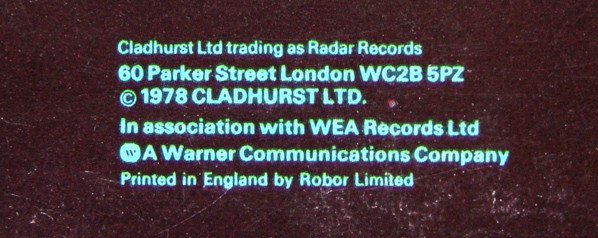 Cladhurst Ltd trading as Radar Records
60 Parker Street London WC2B 5PZ
© 1978 CLADHURST LTD.
In association with WEA Records Ltd
W A Warner Communications Company
Printed in England by Robor Limited